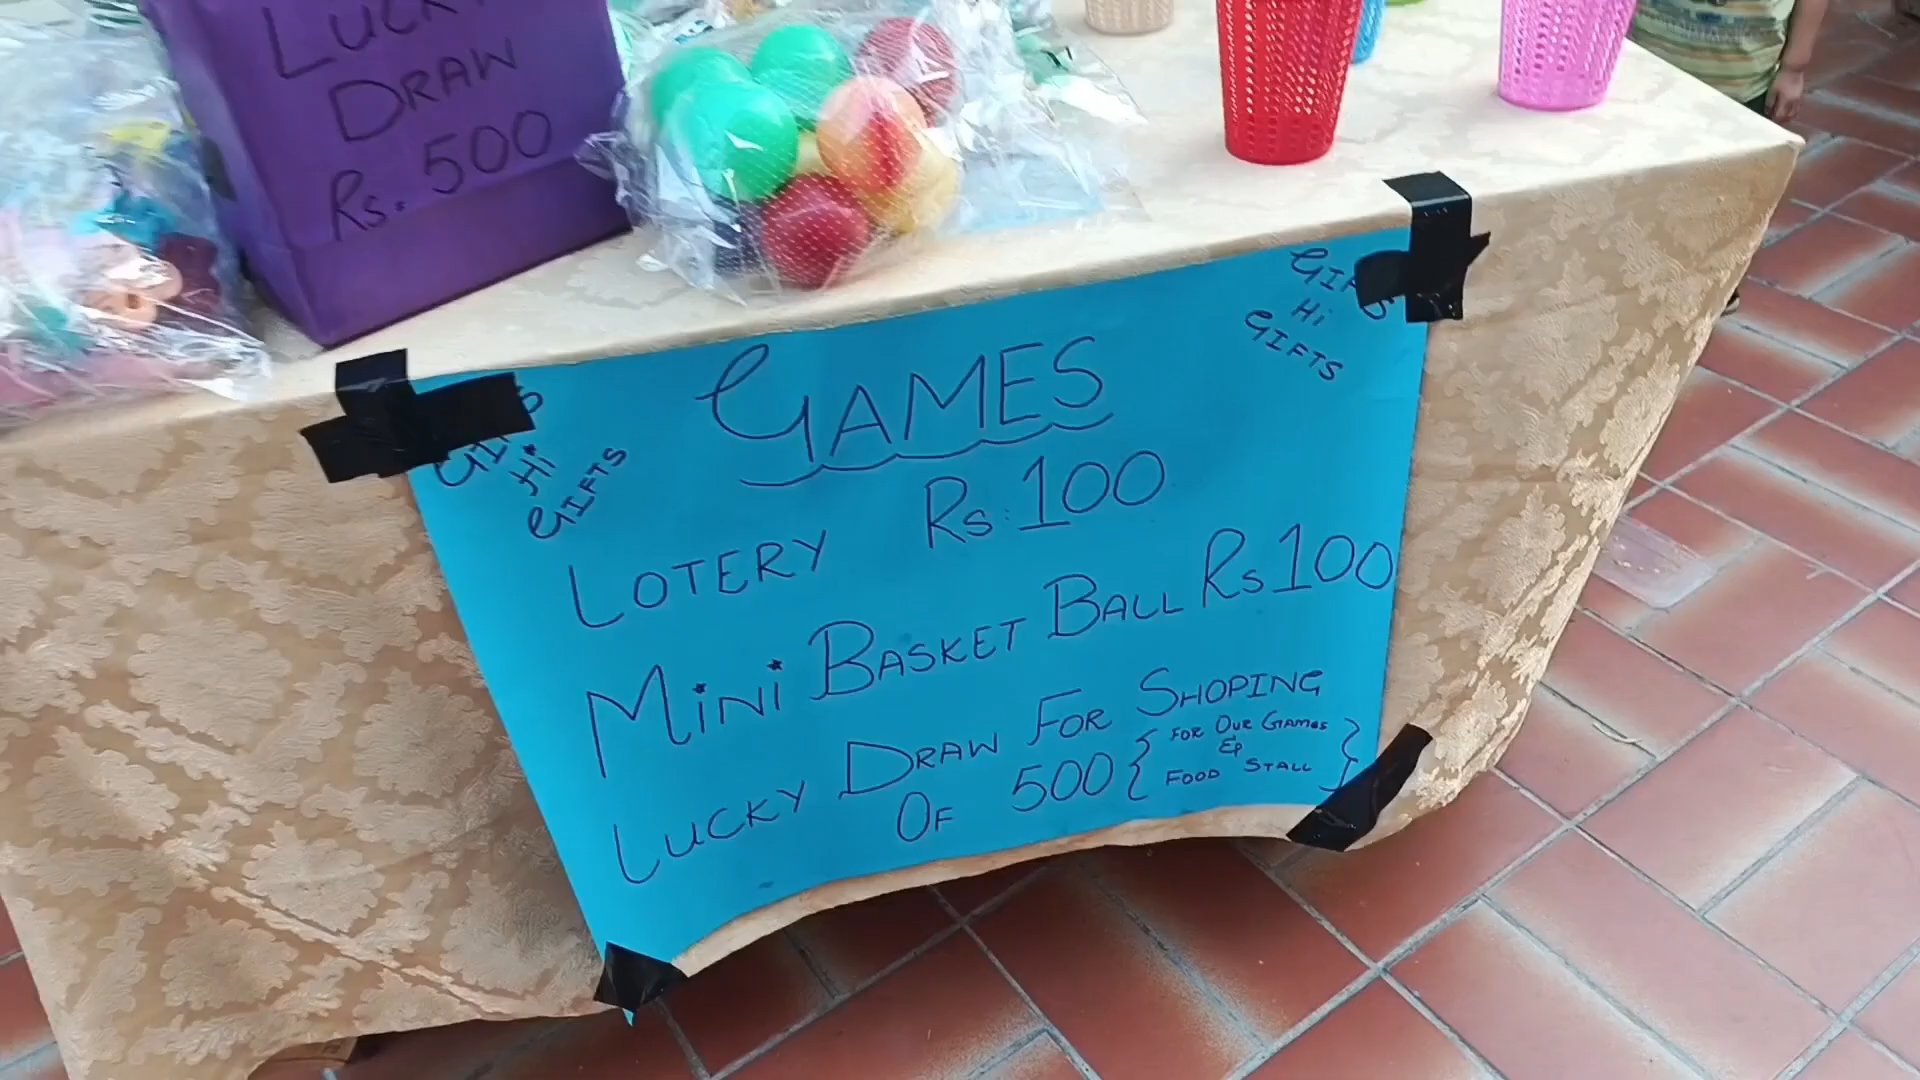 DRAW
Rs. 500
Hi
GIFTS
Hi
GIFTS
GAMES
LOTERY Rs. 100
MiNi BASKET BALL Rs 100
LUCKY DRAW FOR SHOPING
OF 500 { FOR OUR GAMES
&
FOOD STALL }